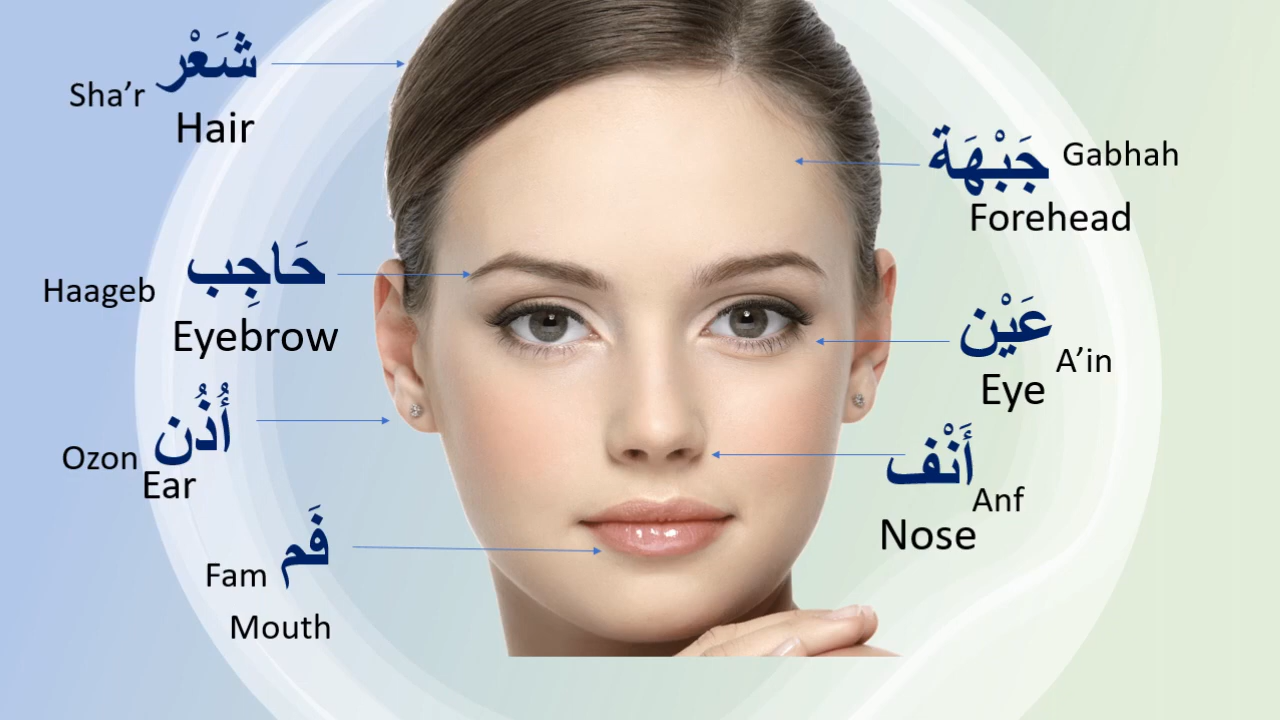 شَعْر
Sha’r
Hair
جَبْهَة
Gabhah
Forehead
حَاجِب
Haageb
Eyebrow
عَيْن
A’in
Eye
أُذُن
Ozon
Ear
أَنْف
Anf
Nose
فَم
Fam
Mouth